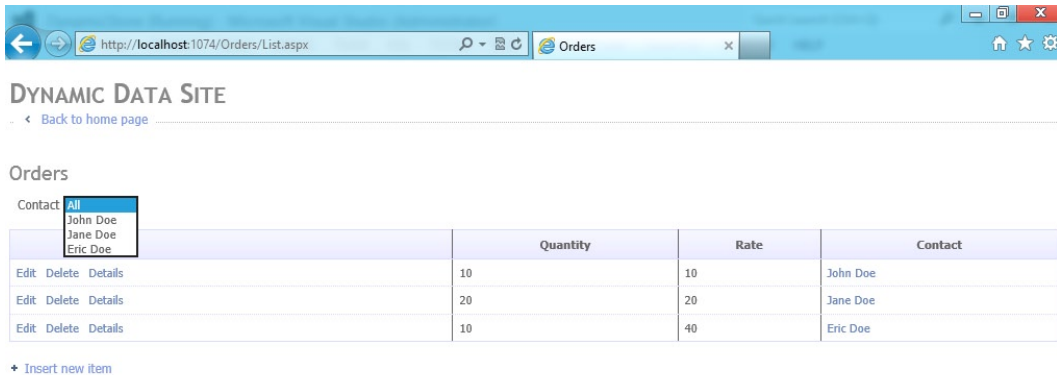 http://localhost:1074/Orders/List.aspx
Orders
DYNAMIC DATA SITE
Back to home page
Orders
Contact All
John Doe
Jane Doe
Eric Doe
Quantity Rate Contact
Edit Delete Details 10 10 John Doe
Edit Delete Details 20 20 Jane Doe
Edit Delete Details 10 40 Eric Doe
+ Insert new item